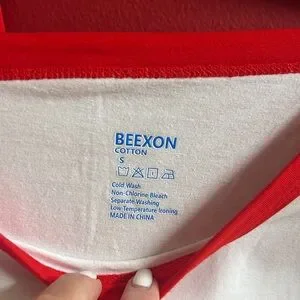 BEEXON
COTTON
S
Cold Wash
Non-Chlorine Bleach
Separate Washing
Low Temperature Ironing
MADE IN CHINA